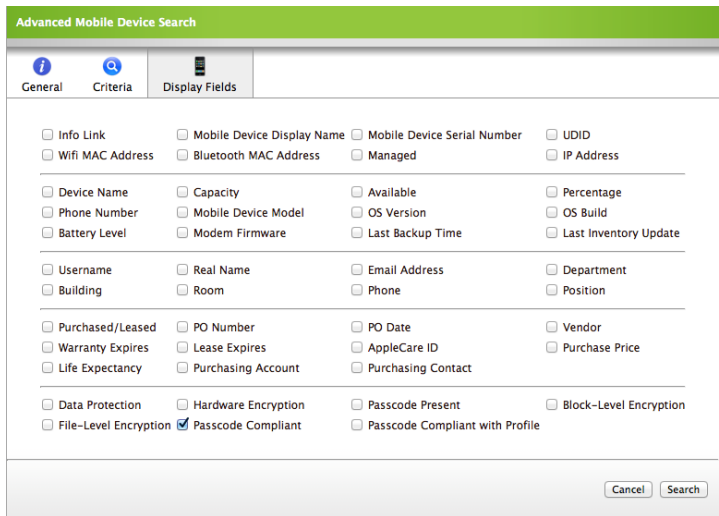 Advanced Mobile Device Search
General Criteria Display Fields
Info Link Mobile Device Display Name Mobile Device Serial Number UDID
Wifi MAC Address Bluetooth MAC Address Managed IP Address
Device Name Capacity Available Percentage
Phone Number Mobile Device Model OS Version OS Build
Battery Level Modem Firmware Last Backup Time Last Inventory Update
Username Real Name Email Address Department
Building Room Phone Position
Purchased/Leased PO Number PO Date Vendor
Warranty Expires Lease Expires AppleCare ID Purchase Price
Life Expectancy Purchasing Account Purchasing Contact
Data Protection Hardware Encryption Passcode Present Block-Level Encryption
File-Level Encryption Passcode Compliant Passcode Compliant with Profile
Cancel Search